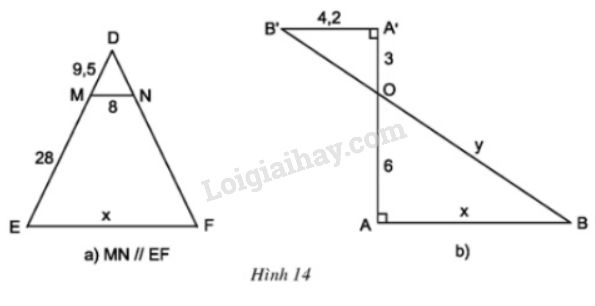 D
9,5
M
N
8
28
x
E
F
a) MN // EF
B'
4,2
A'
3
O
y
6
x
A
B
b)
Loigiaihay.com
Hình 14